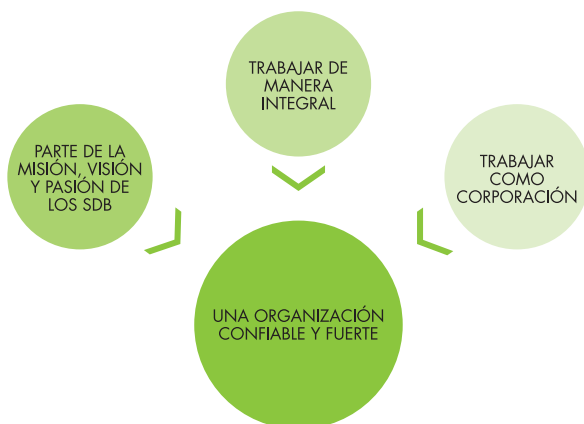 TRABAJAR DE
MANERA
INTEGRAL
PARTE DE LA
MISIÓN, VISIÓN
Y PASIÓN DE
LOS SDB
TRABAJAR
COMO
CORPORACIÓN
UNA ORGANIZACIÓN
CONFIABLE Y FUERTE